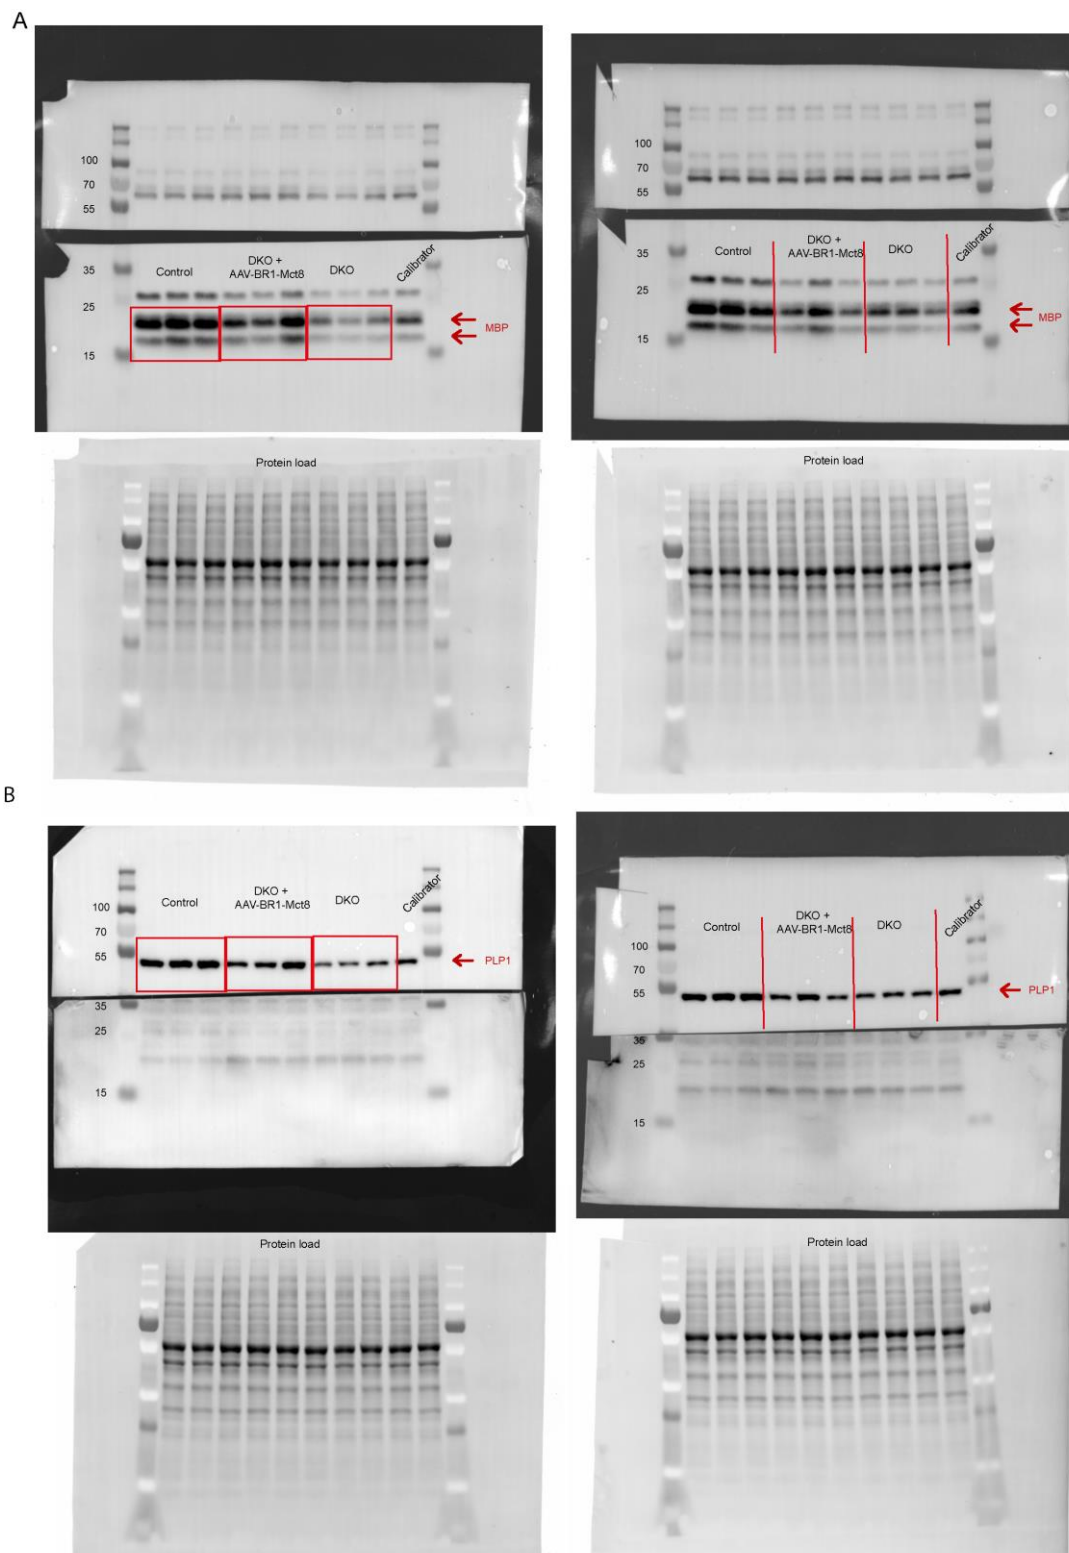 A
100
70
55
35
25
15
Control
DKO +
AAV-BR1-Mct8
DKO
Calibrator
MBP
Protein load
100
70
55
35
25
15
Control
DKO +
AAV-BR1-Mct8
DKO
Calibrator
MBP
Protein load
B
100
70
55
35
25
15
Control
DKO +
AAV-BR1-Mct8
DKO
Calibrator
PLP1
Protein load
100
70
55
35
25
15
Control
DKO +
AAV-BR1-Mct8
DKO
Calibrator
PLP1
Protein load